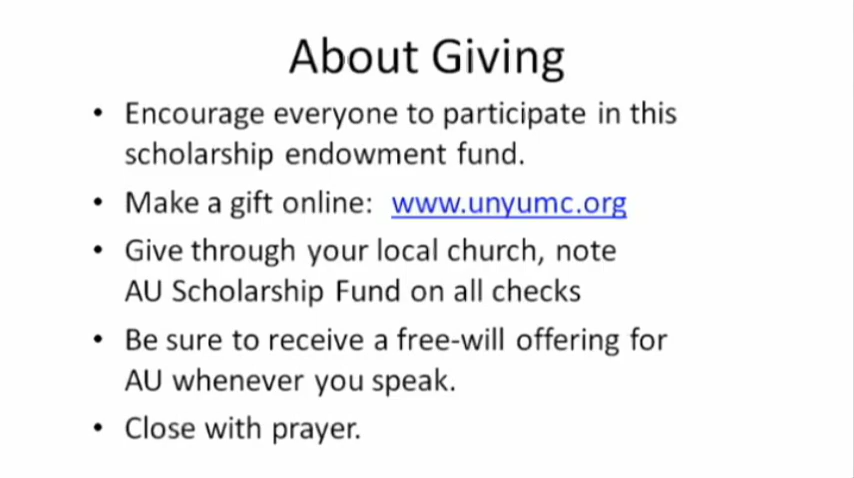 About Giving
• Encourage everyone to participate in this
scholarship endowment fund.
• Make a gift online:  www.unyumc.org
• Give through your local church, note
AU Scholarship Fund on all checks
• Be sure to receive a free-will offering for
AU whenever you speak.
• Close with prayer.